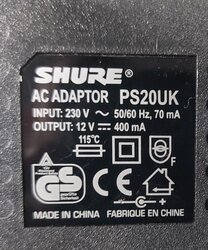 SHURE®
AC ADAPTOR PS20UK
INPUT: 230 V ~ 50/60 Hz, 70 mA
OUTPUT: 12 V ⎓ 400 mA
115℃
F
GS
MADE IN CHINA FABRIQUE EN CHINE